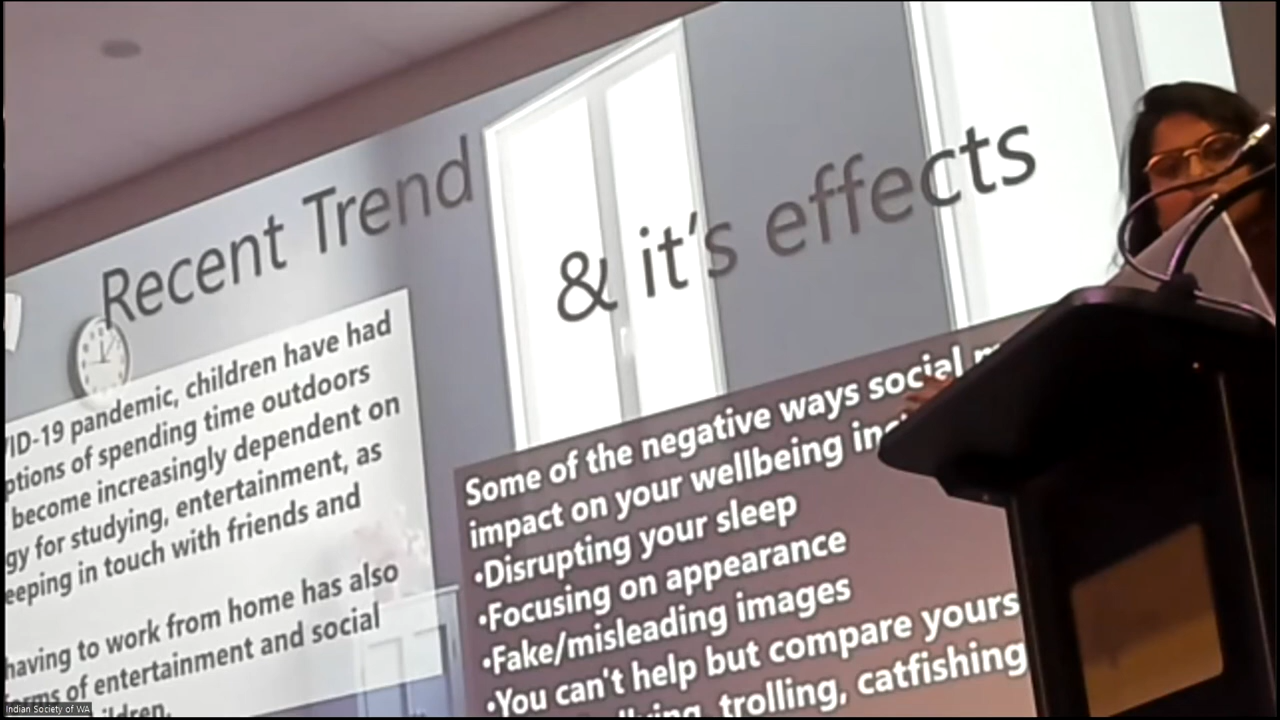 Recent Trend
& it's effects
VID-19 pandemic, children have had
ptions of spending time outdoors
become increasingly dependent on
gy for studying, entertainment, as
eeping in touch with friends and
having to work from home has also
forms of entertainment and social
ildren.
Some of the negative ways social
impact on your wellbeing inc
•Disrupting your sleep
•Focusing on appearance
•Fake/misleading images
•You can't help but compare yours
trolling, catfishing
Indian Society of WA